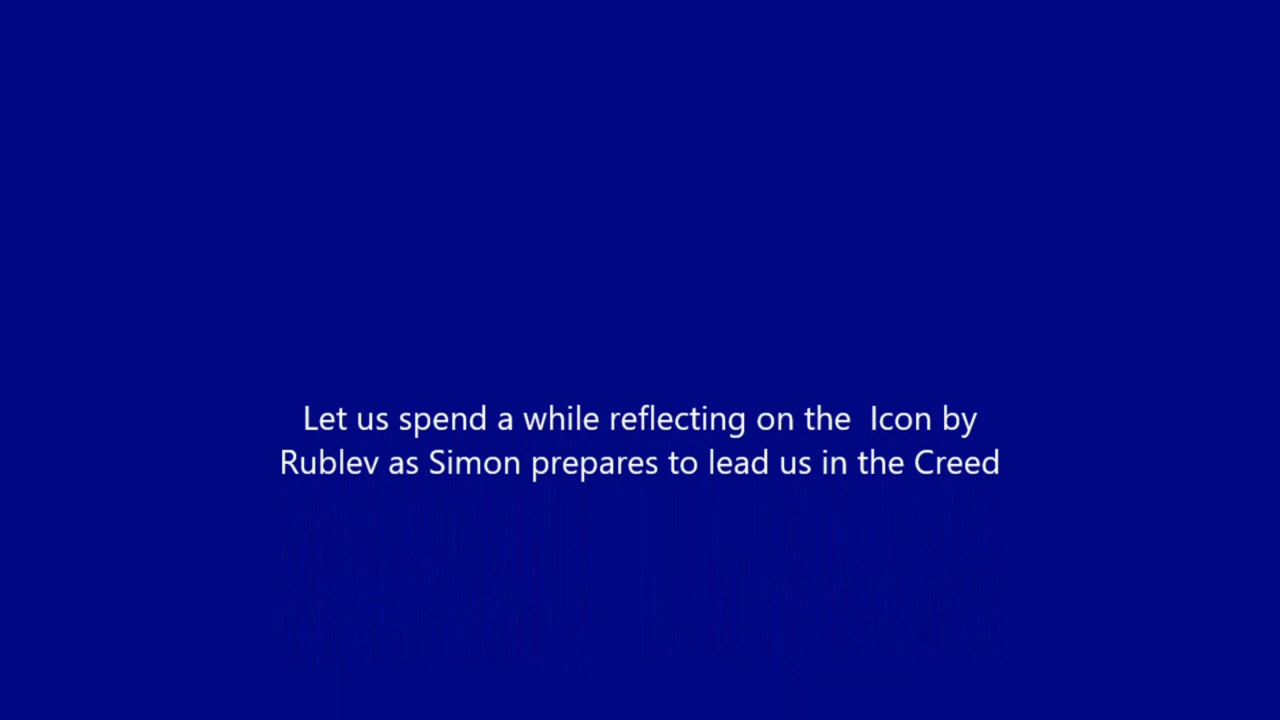 Let us spend a while reflecting on the  Icon by
Rublev as Simon prepares to lead us in the Creed